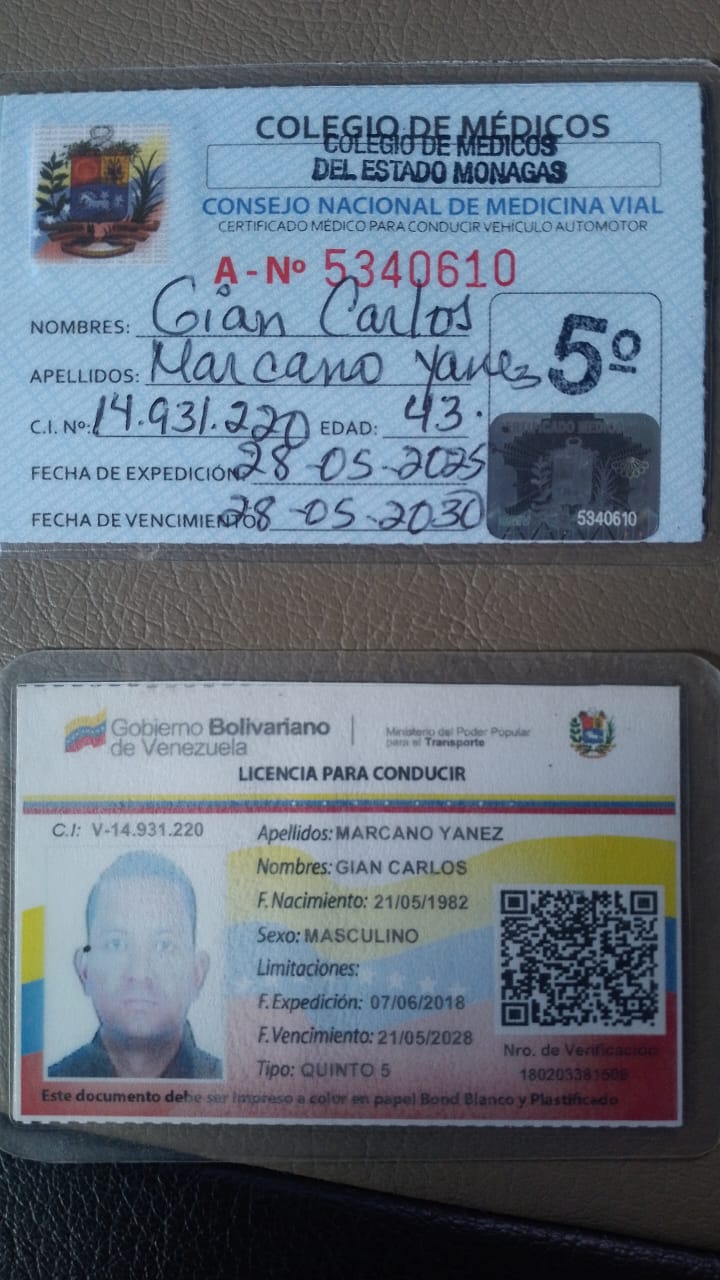 COLEGIO DE MÉDICOS
COLEGIO DE MEDICOS
DEL ESTADO MONAGAS
CONSEJO NACIONAL DE MEDICINA VIAL
CERTIFICADO MÉDICO PARA CONDUCIR VEHÍCULO AUTOMOTOR
A - Nº 5340610
NOMBRES: Gian Carlos
APELLIDOS: Marcano Yanez
5º
C.I. Nº: 14.931.220 EDAD: 43.
CERTIFICADO MEDICO
FECHA DE EXPEDICIÓN: 28-05-2025
FECHA DE VENCIMIENTO: 28-05-2030
5340610
Gobierno Bolivariano
de Venezuela
Ministerio del Poder Popular
para el Transporte
LICENCIA PARA CONDUCIR
C.I: V-14.931.220
Apellidos: MARCANO YANEZ
Nombres: GIAN CARLOS
F. Nacimiento: 21/05/1982
Sexo: MASCULINO
Limitaciones:
F. Expedición: 07/06/2018
F. Vencimiento: 21/05/2028
Tipo: QUINTO 5
Nro. de Verificación
Este documento debe ser impreso a color en papel Bond Blanco y Plastificado